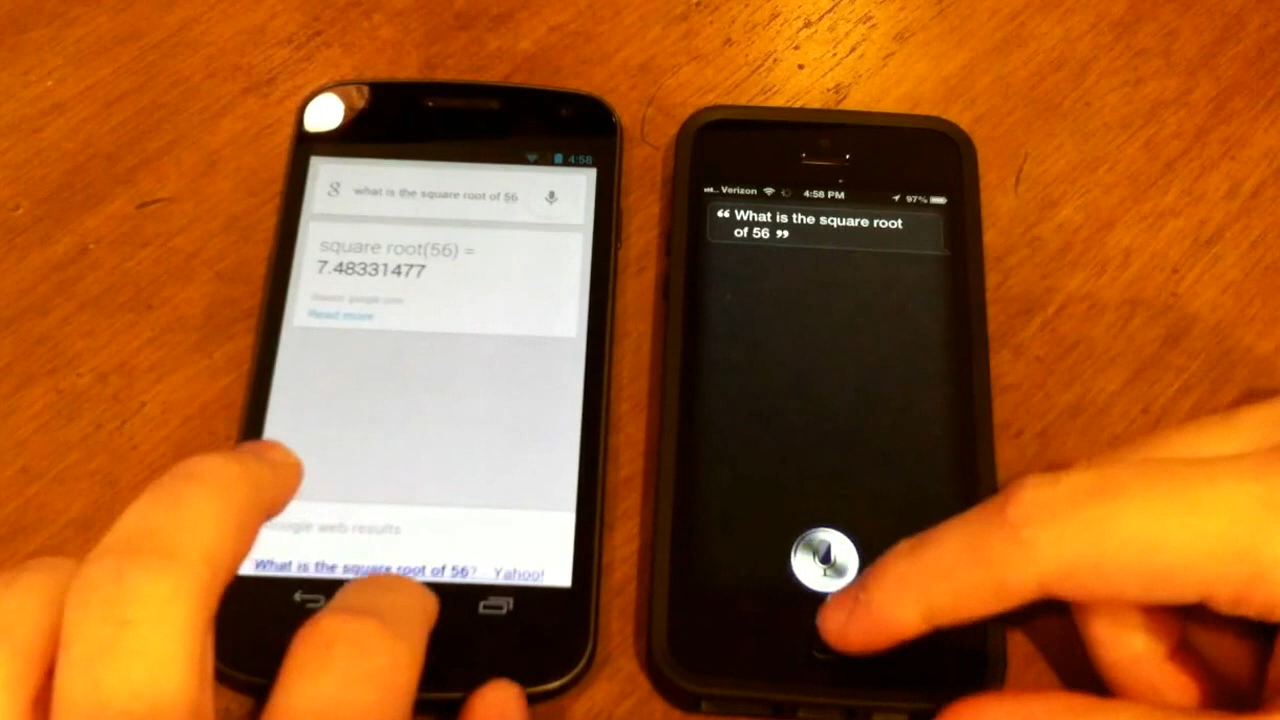 4:58
what is the square root of 56
square root(56) =
7.48331477
Source: google.com
Read more
Google web results
What is the square root of 56? - Yahoo!
Verizon 4:58 PM 97%
“ What is the square root
of 56 ”